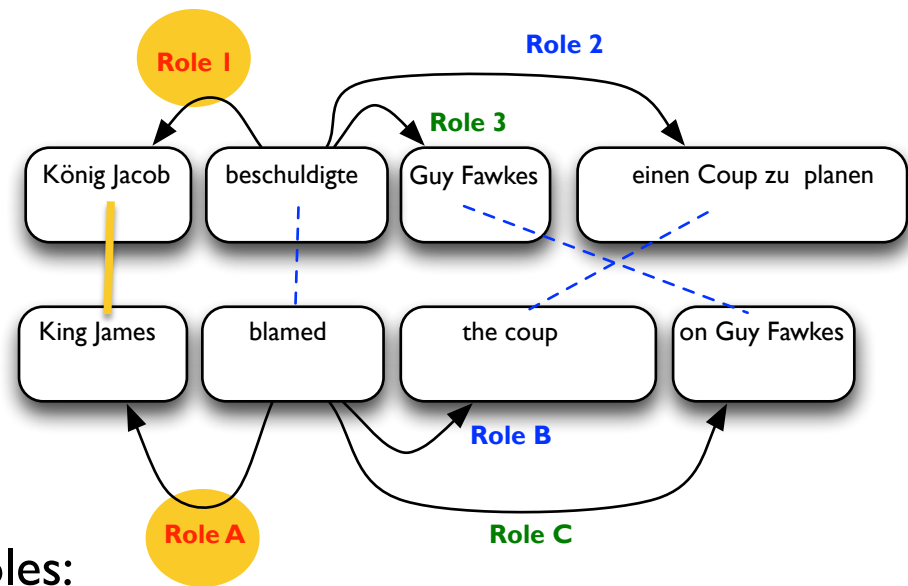 Role 2
Role 1
Role 3
König Jacob beschuldigte Guy Fawkes einen Coup zu planen
King James blamed the coup on Guy Fawkes
Role B
Role A Role C
oles: